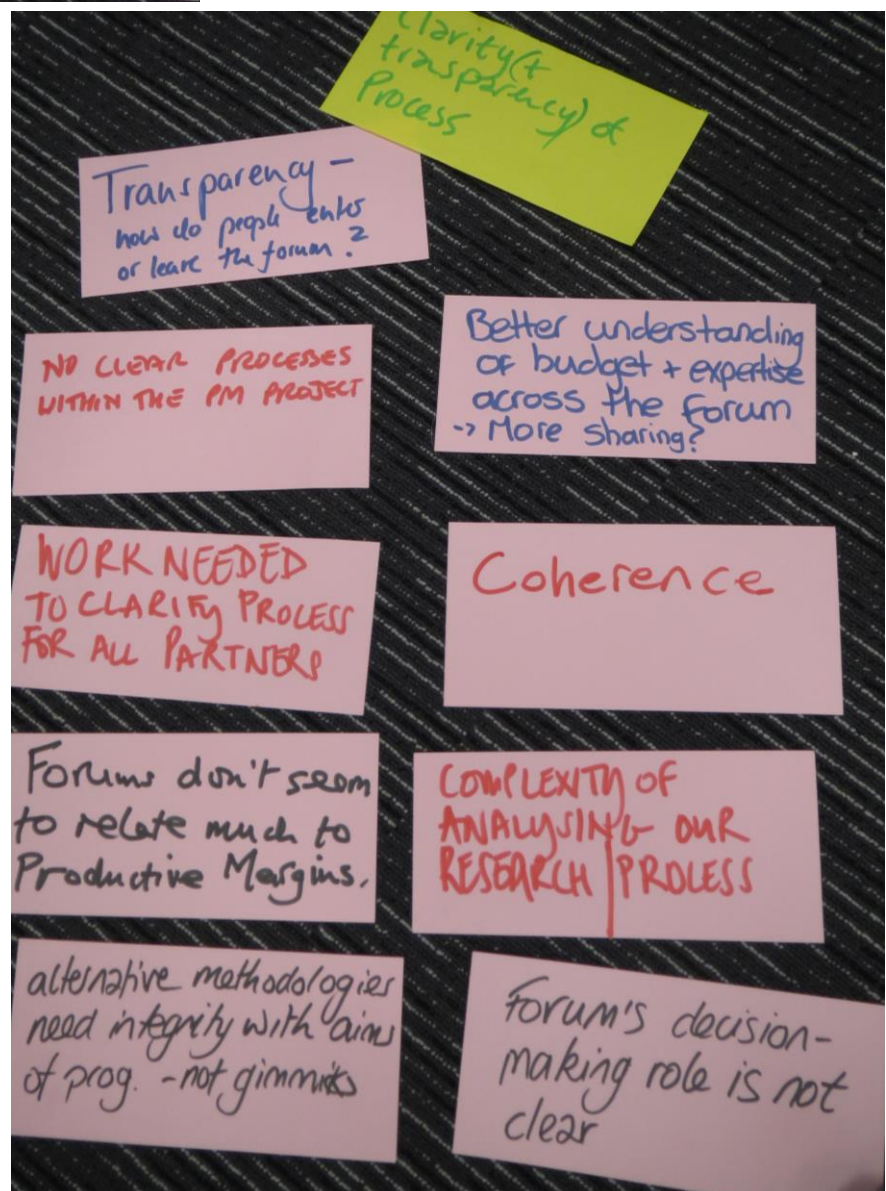 Clarity (+
transparency) of
Process
Transparency -
how do people enter
or leave the forum?
NO CLEAR PROCESSES
WITHIN THE PM PROJECT
Better understanding
of budget + expertise
across the forum
-> More sharing?
WORK NEEDED
TO CLARIFY PROCESS
FOR ALL PARTNERS
Coherence
Forums don't seem
to relate much to
Productive Margins.
COMPLEXITY OF
ANALYSING OUR
RESEARCH | PROCESS
alternative methodologies
need integrity with aims
of prog. - not gimmicks
Forum's decision-
making role is not
clear